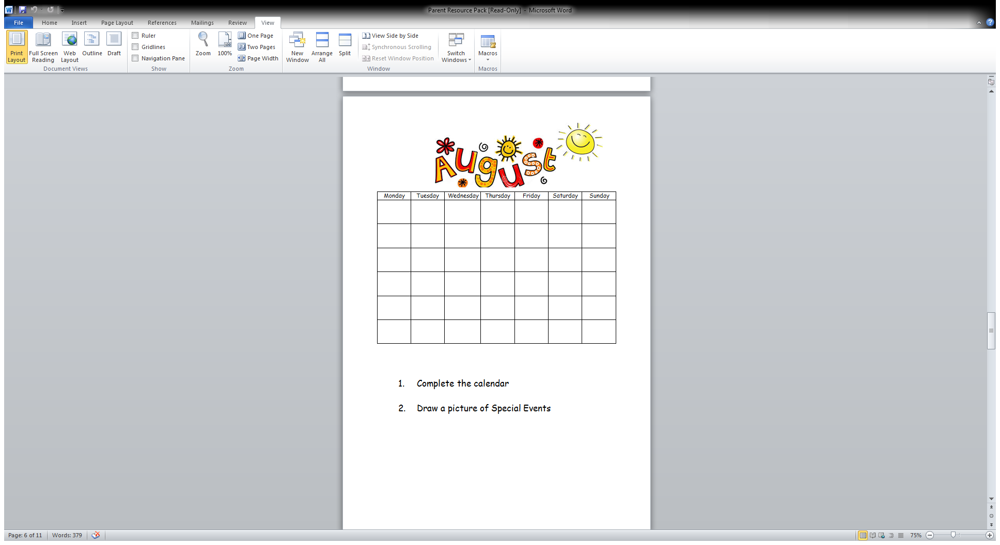 Parent Resource Pack [Read-Only] - Microsoft Word
File Home Insert Page Layout References Mailings Review View
Print Layout Full Screen Reading Web Layout Outline Draft
Document Views
Ruler
Gridlines
Navigation Pane
Show
Zoom 100% One Page
Two Pages
Page Width
Zoom
New Window Arrange All Split
View Side by Side
Synchronous Scrolling
Reset Window Position
Window
Switch Windows
Macros
Macros
August
Monday Tuesday Wednesday Thursday Friday Saturday Sunday
1. Complete the calendar
2. Draw a picture of Special Events
Page: 6 of 11 Words: 379 75%